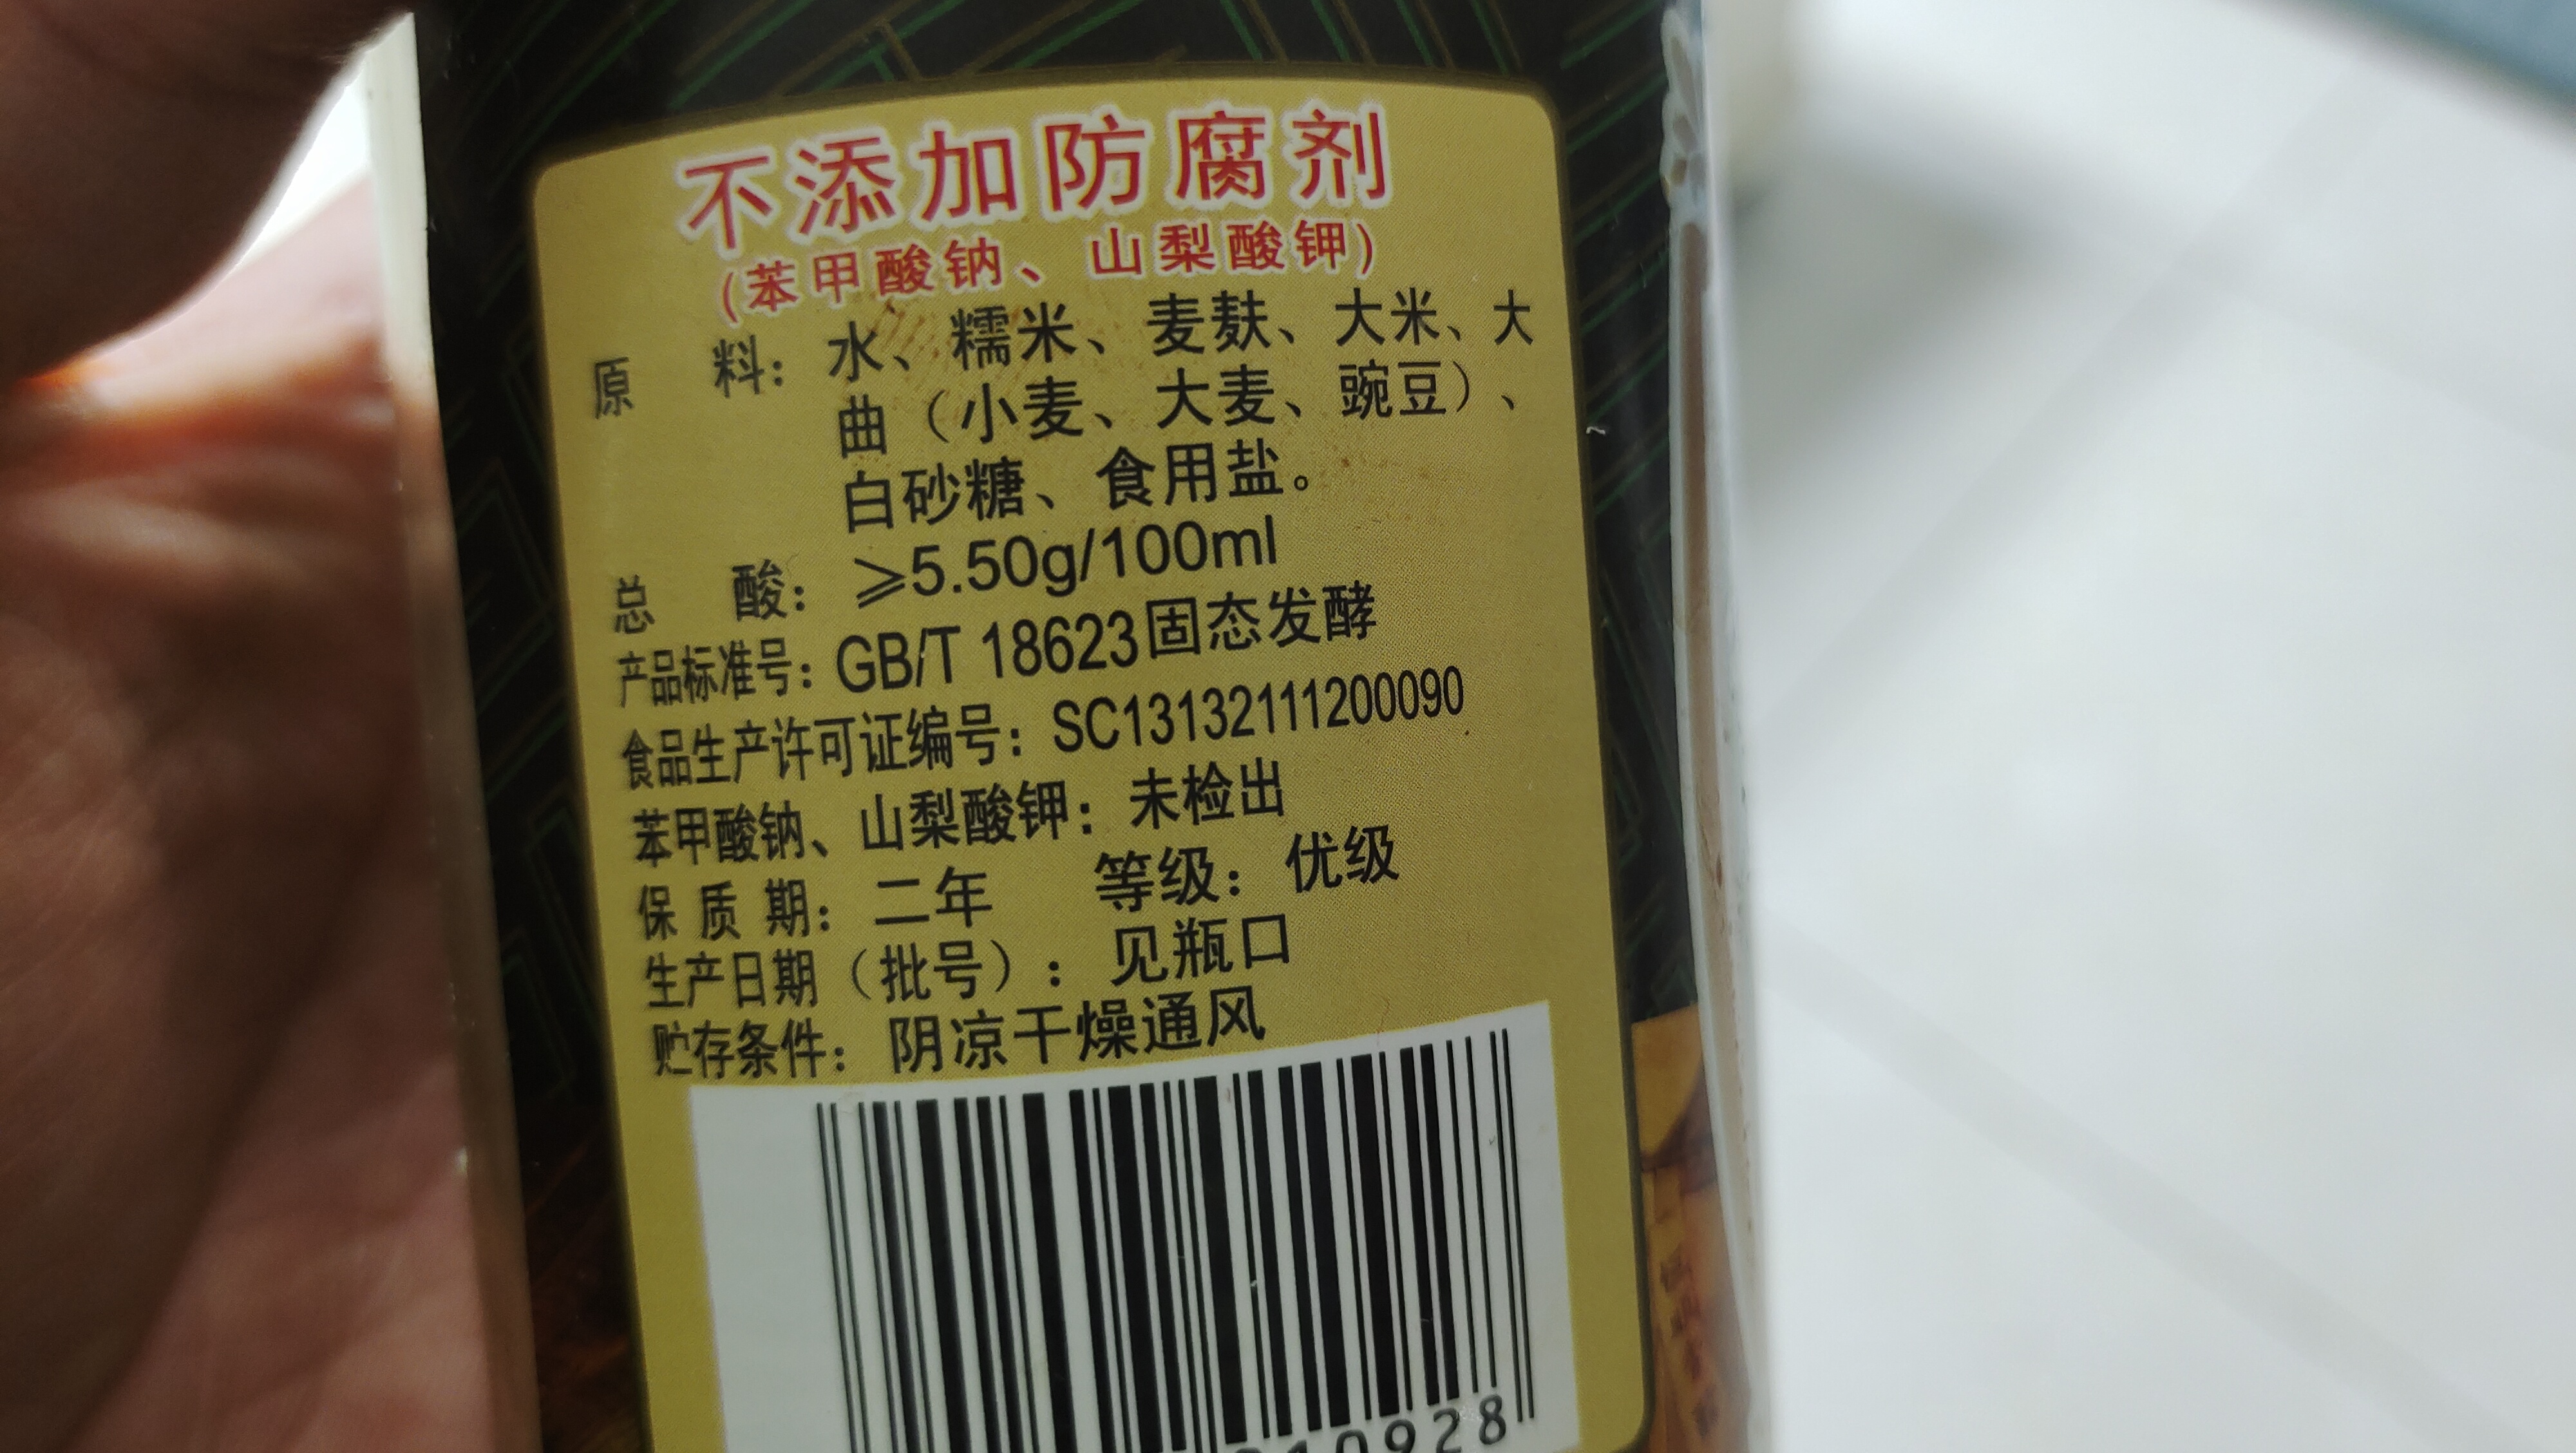 不添加防腐剂
(苯甲酸钠、山梨酸钾)
原 料：水、糯米、麦麸、大米、大
曲（小麦、大麦、豌豆）、
白砂糖、食用盐。
总 酸：≥5.50g/100ml
产品标准号：GB/T 18623固态发酵
食品生产许可证编号：SC13132111200090
苯甲酸钠、山梨酸钾：未检出
保 质 期：二年 等级：优级
生产日期（批号）：见瓶口
贮存条件：阴凉干燥通风
10928